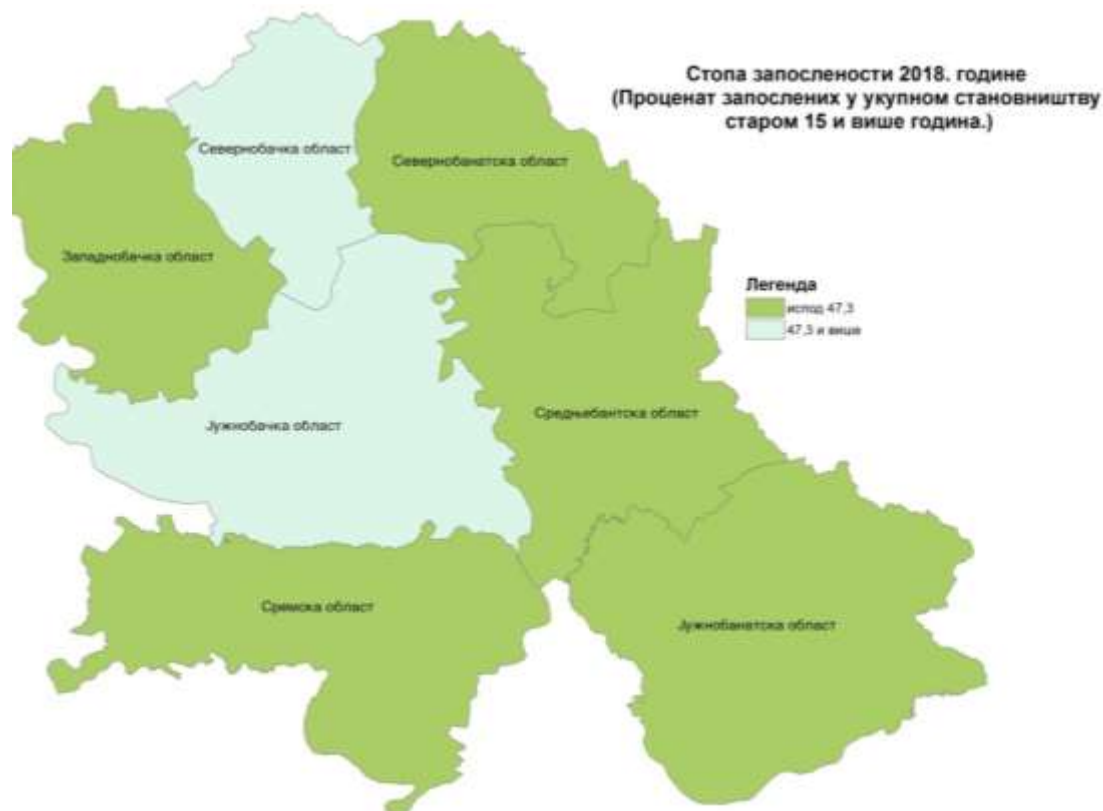 Стопа запослености 2018. године
(Проценат запослених у укупном становништву
старом 15 и више година.)
Севернобачка област
Севернобанатска област
Западнобачка област
Легенда
испод 47,3
47,3 и више
Јужнобачка област
Средњебантска област
Сремска област
Јужнобанатска област